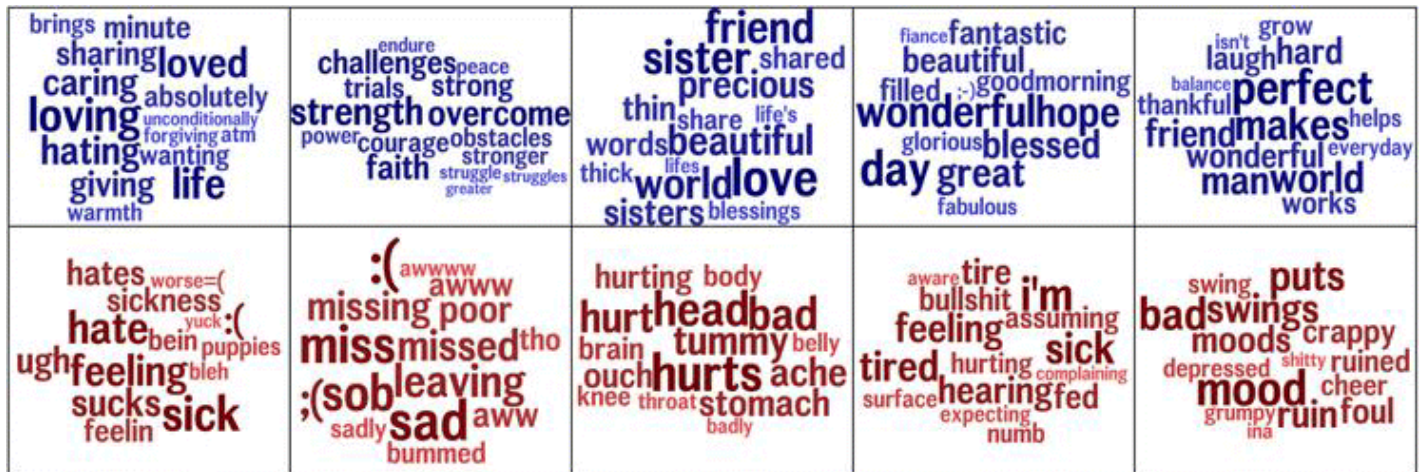 brings minute
sharing loved
caring absolutely
loving unconditionally
forgiving atm
hating wanting
giving life
warmth
endure
challenges peace
trials strong
strength overcome
power courage obstacles
stronger
faith struggle struggles
greater
friend
sister shared
precious
thin share life's
words beautiful
thick lifes
world love
sisters blessings
fiance fantastic
beautiful
filled :-) goodmorning
wonderful hope
glorious blessed
day great
fabulous
grow
isn't
laugh hard
balance perfect
thankful
friend makes helps
wonderful everyday
man world
works
hates worse=(
sickness
hate bein yuck :(
puppies
ugh feeling bleh
sucks sick
feelin
:( awwww
awww
missing poor
miss missed tho
;( sob leaving
sadly sad aww
bummed
hurting body
hurt head bad
brain tummy belly
ouch hurts ache
knee throat stomach
badly
aware tire
bullshit i'm
feeling assuming
tired hurting sick
complaining
surface hearing fed
expecting
numb
swing puts
bad swings
moods crappy
depressed shitty ruined
mood cheer
grumpy ruin foul
ina